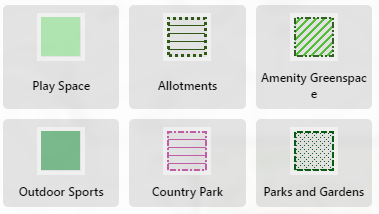 Play Space
Allotments
Amenity Greenspac
e
Outdoor Sports
Country Park
Parks and Gardens